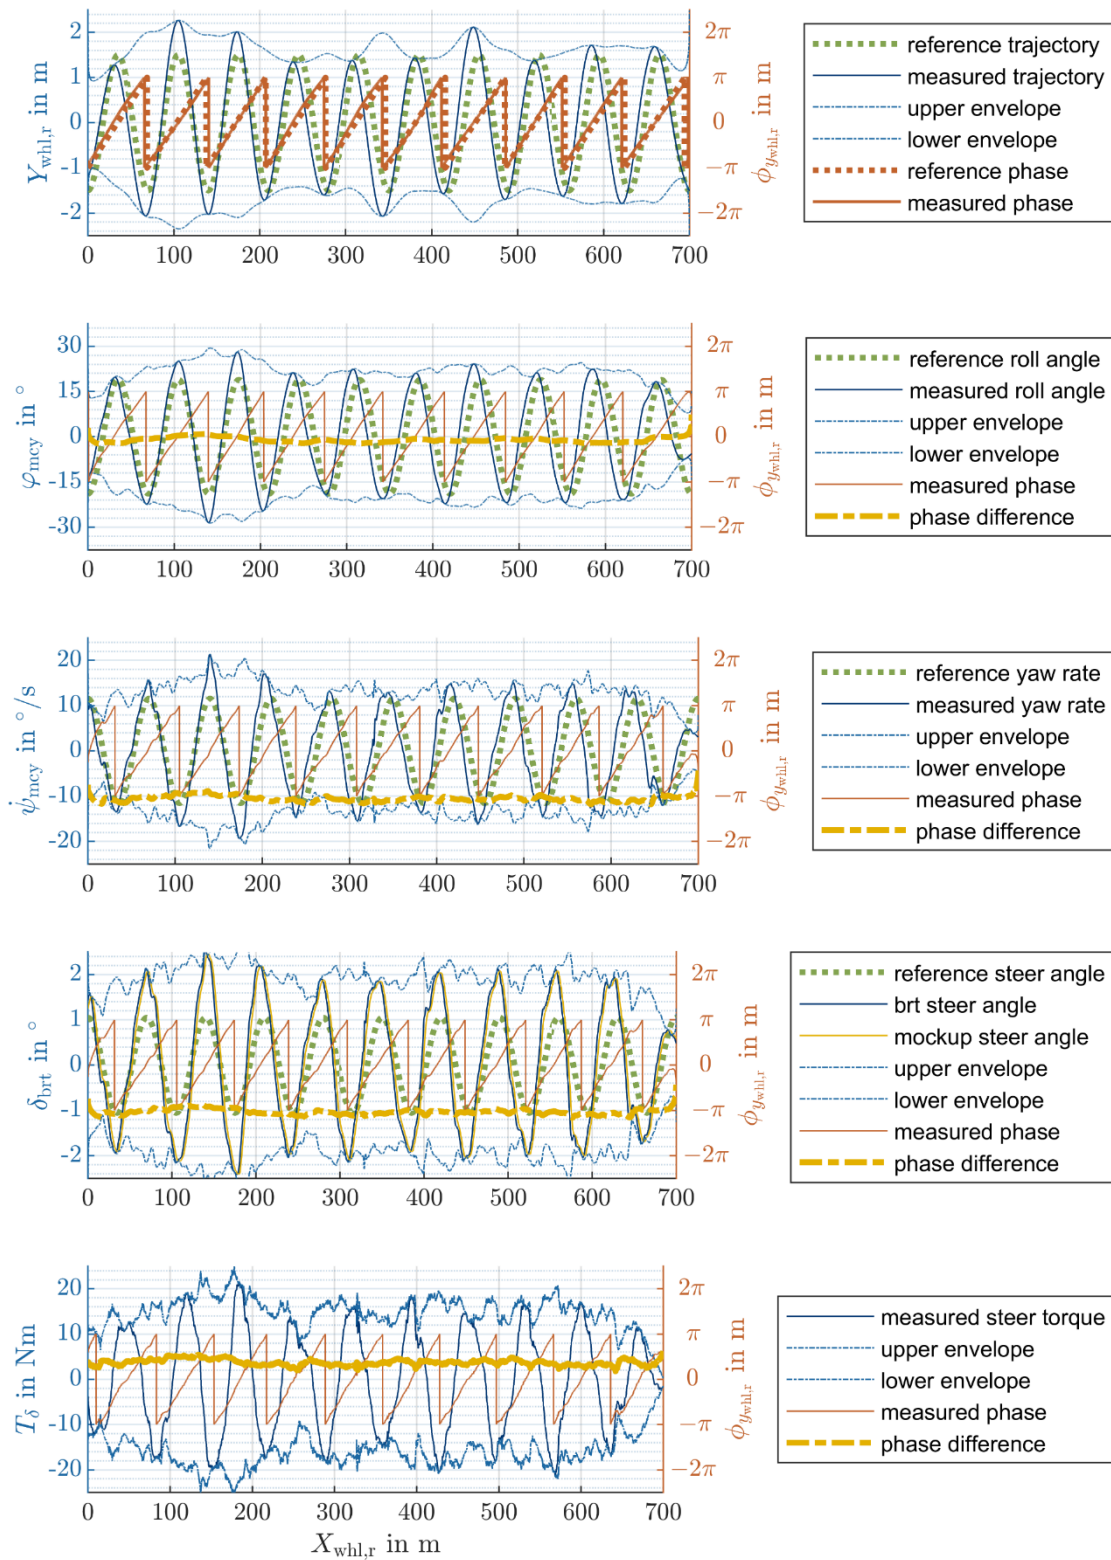 Y_whl,r in m
2
1
0
-1
-2
2π
π
0
−π
−2π
ϕ_y_whl,r in m
0 100 200 300 400 500 600 700
reference trajectory
measured trajectory
upper envelope
lower envelope
reference phase
measured phase
φ_mcy in °
30
15
0
-15
-30
2π
π
0
−π
−2π
ϕ_y_whl,r in m
0 100 200 300 400 500 600 700
reference roll angle
measured roll angle
upper envelope
lower envelope
measured phase
phase difference
ψ̇_mcy in °/s
20
10
0
-10
-20
2π
π
0
−π
−2π
ϕ_y_whl,r in m
0 100 200 300 400 500 600 700
reference yaw rate
measured yaw rate
upper envelope
lower envelope
measured phase
phase difference
δ_brt in °
2
1
0
-1
-2
2π
π
0
−π
−2π
ϕ_y_whl,r in m
0 100 200 300 400 500 600 700
reference steer angle
brt steer angle
mockup steer angle
upper envelope
lower envelope
measured phase
phase difference
T_δ in Nm
20
10
0
-10
-20
2π
π
0
−π
−2π
ϕ_y_whl,r in m
0 100 200 300 400 500 600 700
X_whl,r in m
measured steer torque
upper envelope
lower envelope
measured phase
phase difference